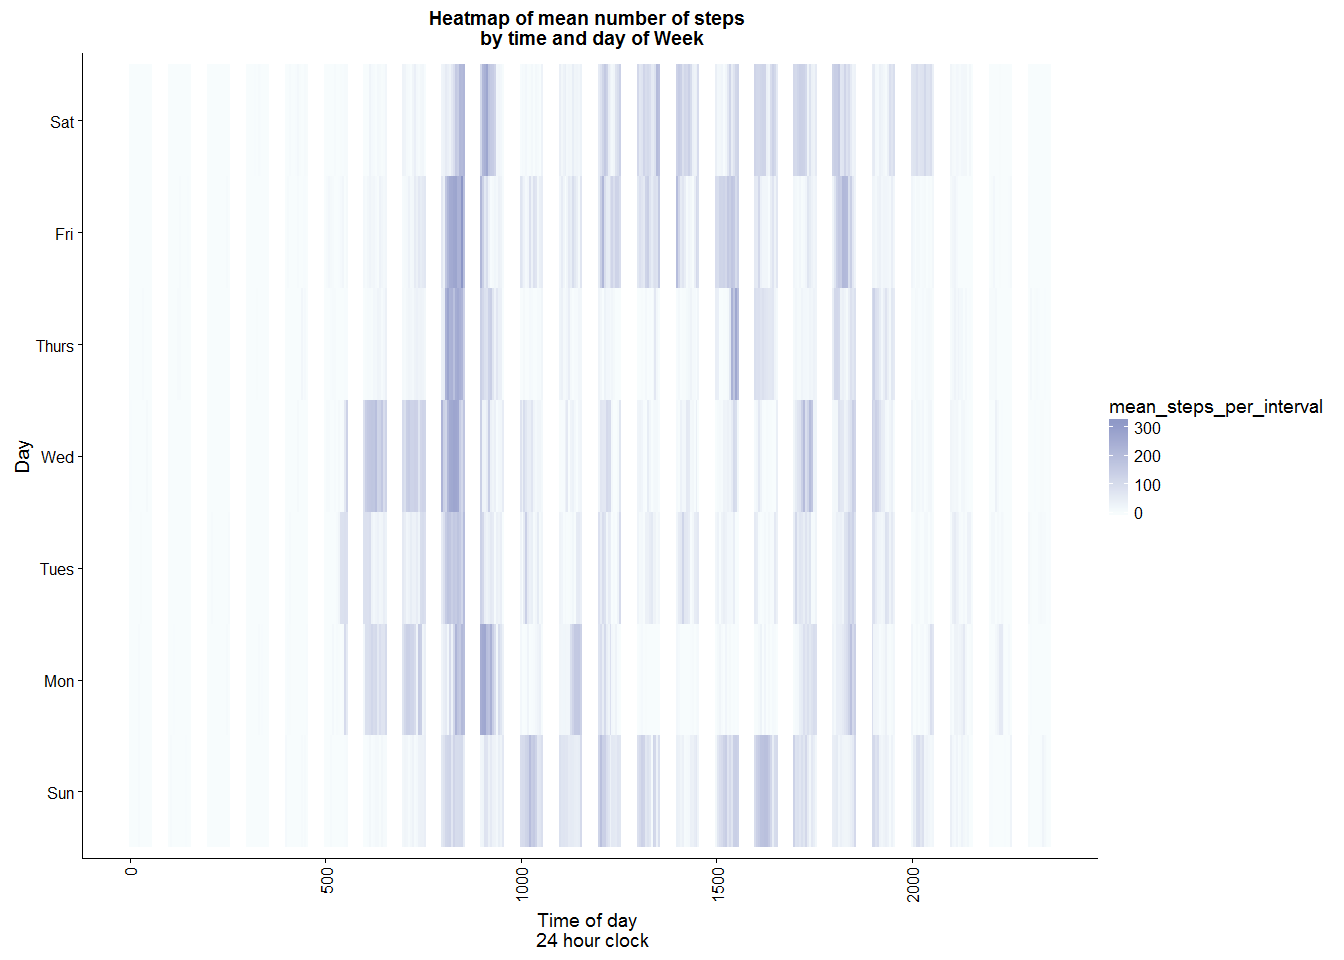 Heatmap of mean number of steps
by time and day of Week
Day
Sat
Fri
Thurs
Wed
Tues
Mon
Sun
0
500
1000
1500
2000
Time of day
24 hour clock
mean_steps_per_interval
300
200
100
0